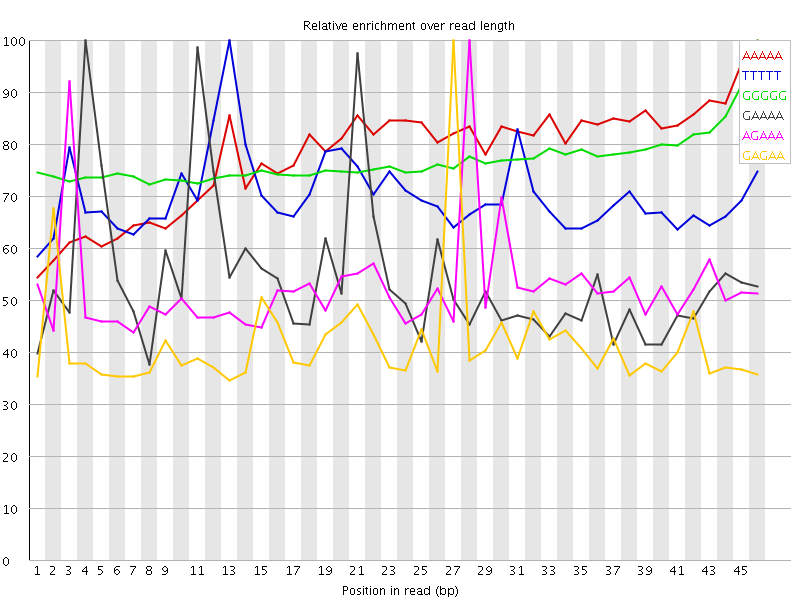 Relative enrichment over read length
100
90
80
70
60
50
40
30
20
10
0
AAAAA
TTTTT
GGGGG
GAAAA
AGAAA
GAGAA
1 2 3 4 5 6 7 8 9 11 13 15 17 19 21 23 25 27 29 31 33 35 37 39 41 43 45
Position in read (bp)